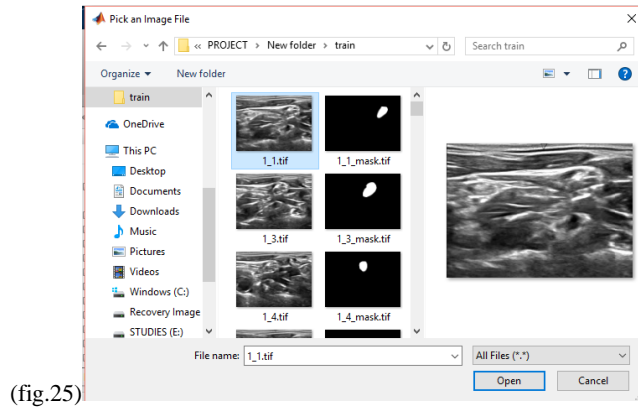 Pick an Image File
« PROJECT > New folder > train
Search train
Organize
New folder
?
train
OneDrive
This PC
Desktop
Documents
Downloads
Music
Pictures
Videos
Windows (C:)
Recovery Image
STUDIES (E:)
1_1.tif
1_1_mask.tif
1_3.tif
1_3_mask.tif
1_4.tif
1_4_mask.tif
File name: 1_1.tif
All Files (*.*)
Open
Cancel
(fig.25)